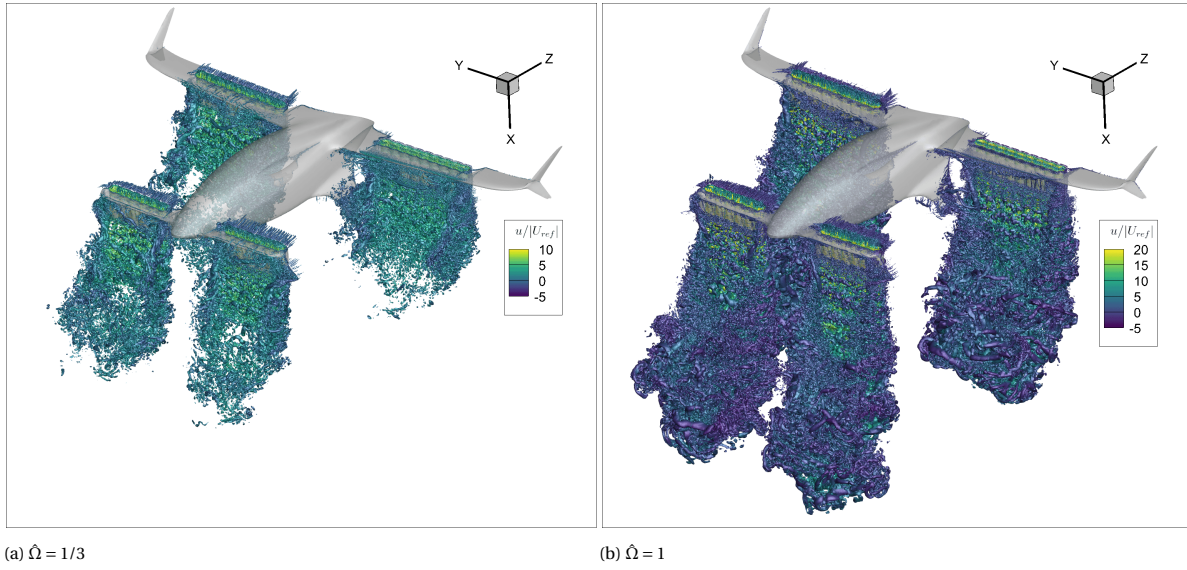 Y
Z
X
u/|U_ref|
10
5
0
-5
Y
Z
X
u/|U_ref|
20
15
10
5
0
-5
(a) Ω̂ = 1/3
(b) Ω̂ = 1